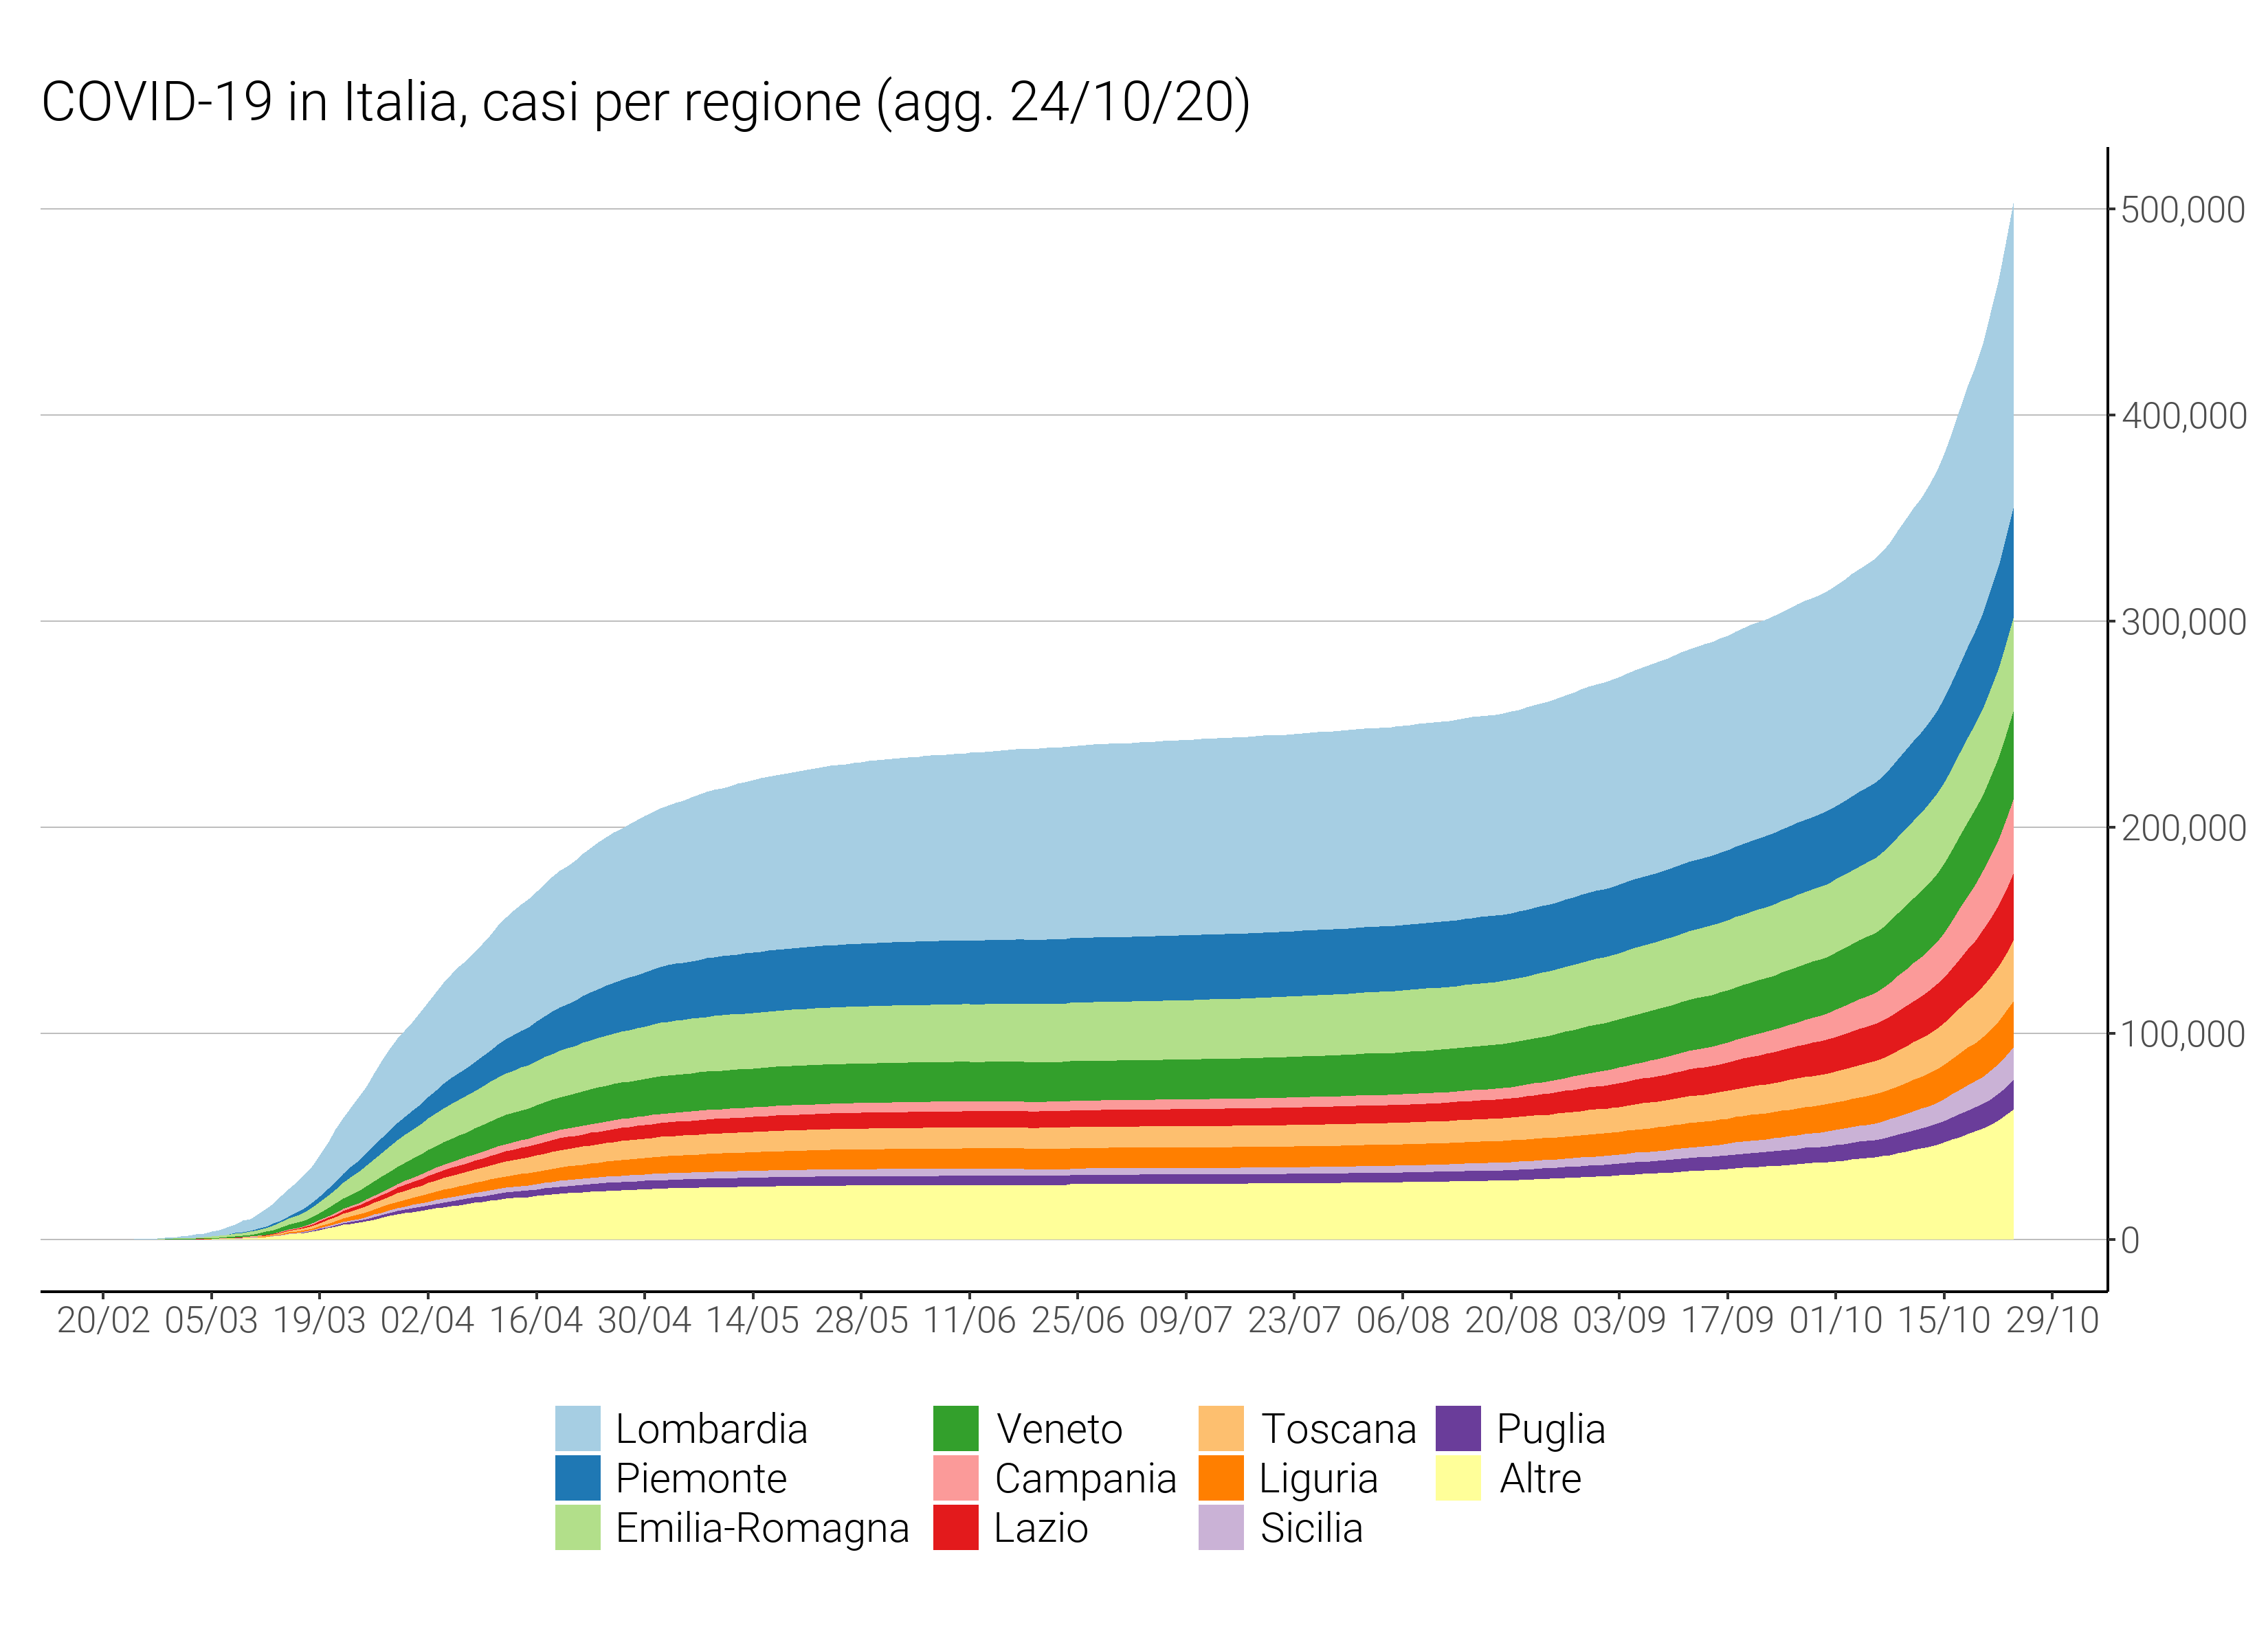 COVID-19 in Italia, casi per regione (agg. 24/10/20)
500,000
400,000
300,000
200,000
100,000
0
20/02 05/03 19/03 02/04 16/04 30/04 14/05 28/05 11/06 25/06 09/07 23/07 06/08 20/08 03/09 17/09 01/10 15/10 29/10
Lombardia Veneto Toscana Puglia
Piemonte Campania Liguria Altre
Emilia-Romagna Lazio Sicilia